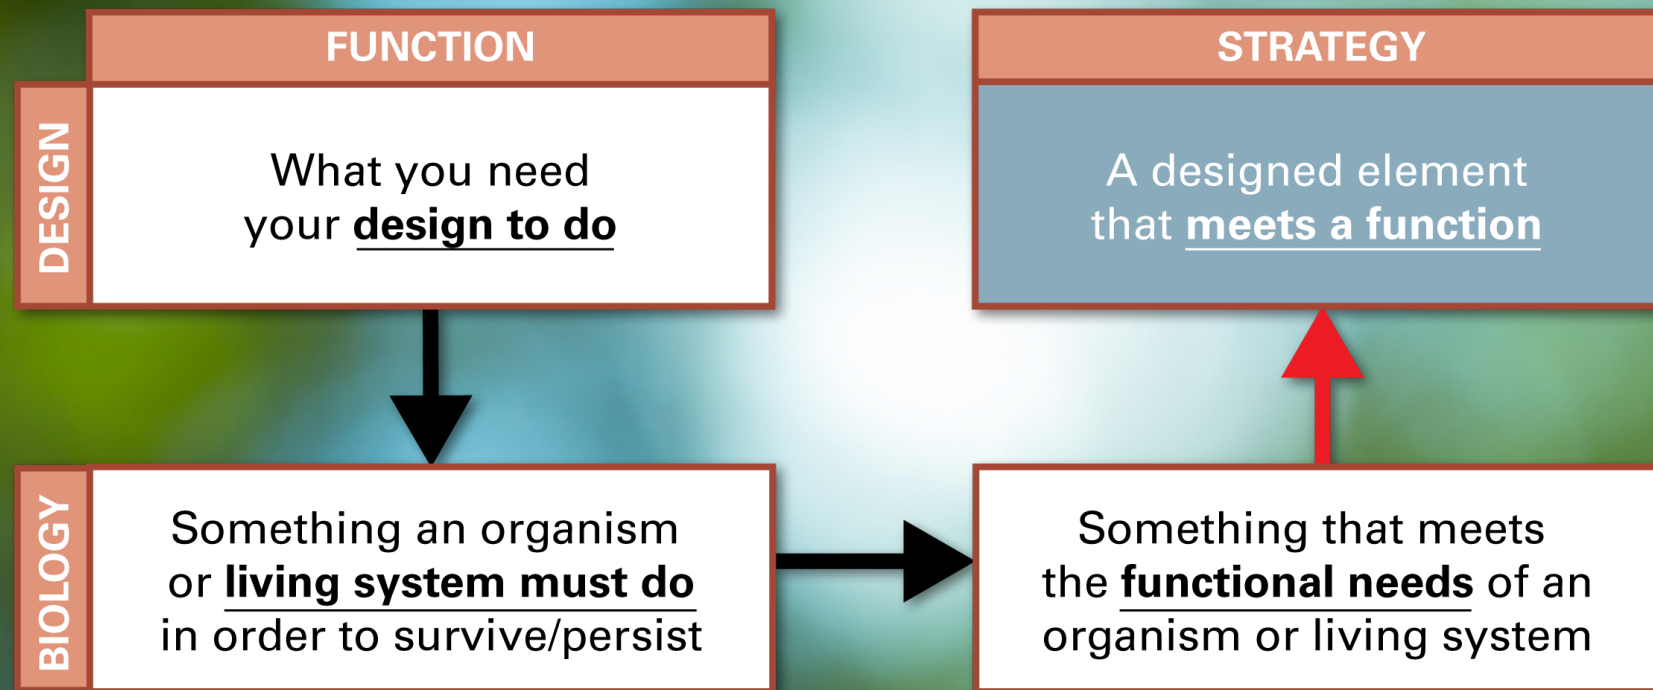 FUNCTION
STRATEGY
DESIGN
What you need
your design to do
A designed element
that meets a function
BIOLOGY
Something an organism
or living system must do
in order to survive/persist
Something that meets
the functional needs of an
organism or living system